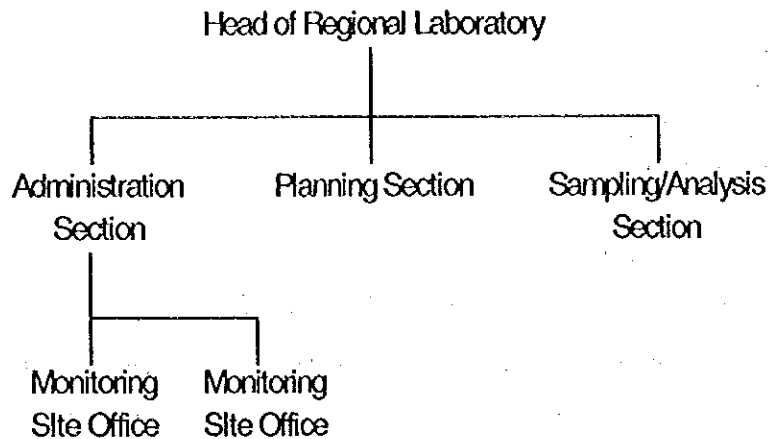 Head of Regional Laboratory
Administration Section
Planning Section
Sampling/Analysis Section
Monitoring SIte Office
Monitoring SIte Office